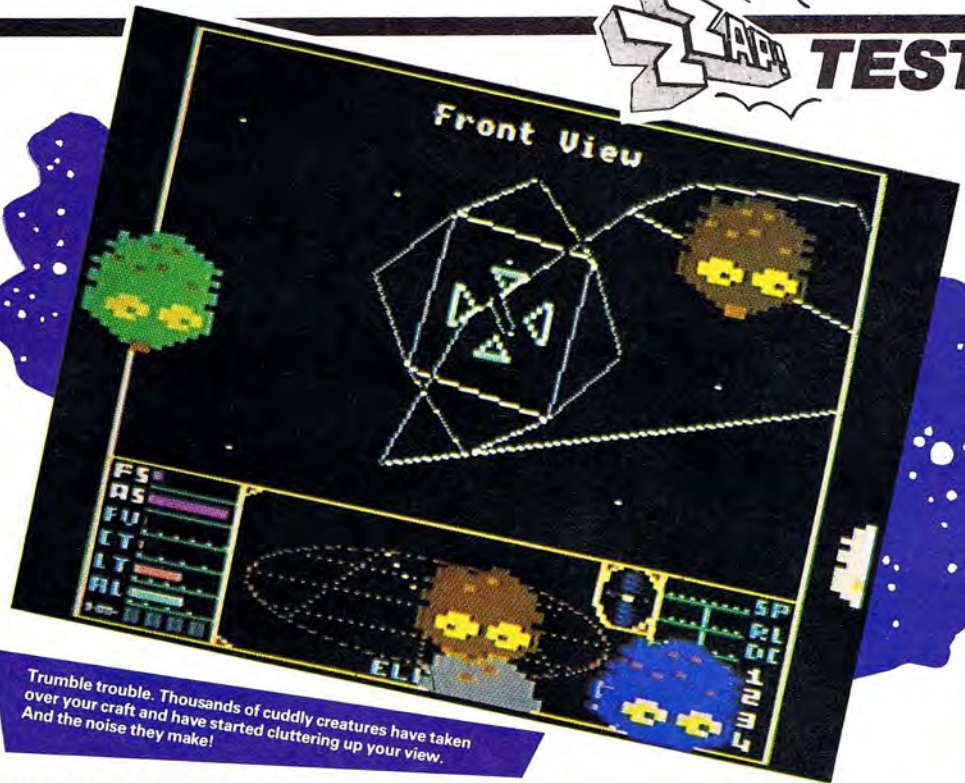 ZZAP! TEST
Front View
FS
AS
FU
CT
LT
AL
SP
RL
DC
1
2
3
4
Trumble trouble. Thousands of cuddly creatures have taken
over your craft and have started cluttering up your view.
And the noise they make!